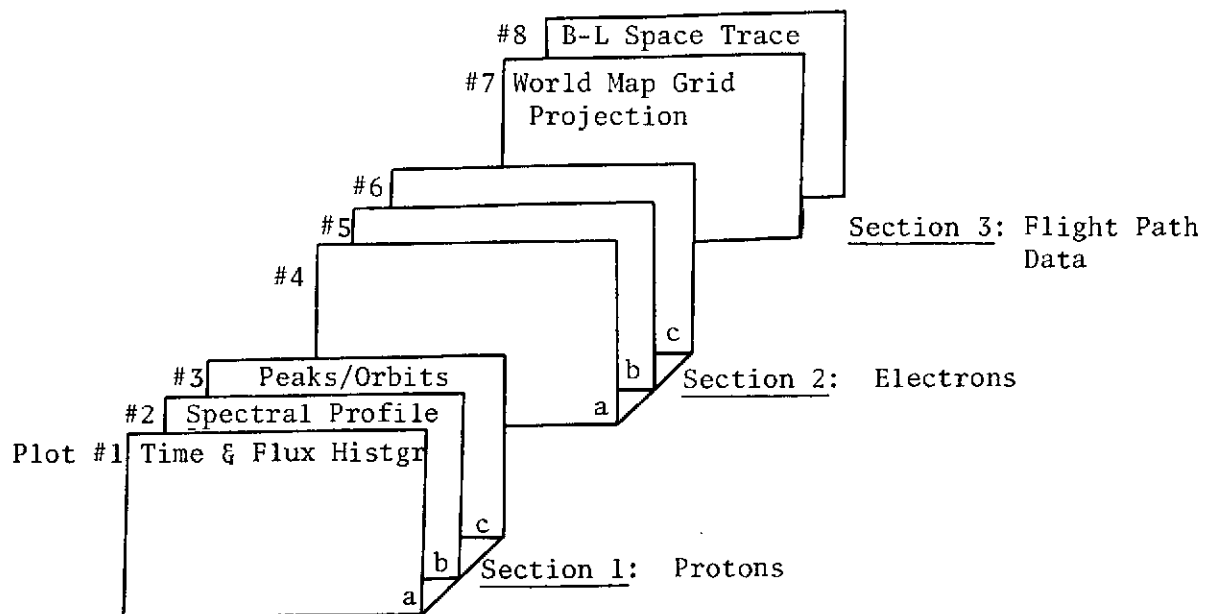 #8 B-L Space Trace
#7 World Map Grid
Projection
#6
#5
Section 3: Flight Path
Data
#4
c
#3 Peaks/Orbits
b
Section 2: Electrons
#2 Spectral Profile
a
Plot #1 Time & Flux Histgr
c
b
Section 1: Protons
a